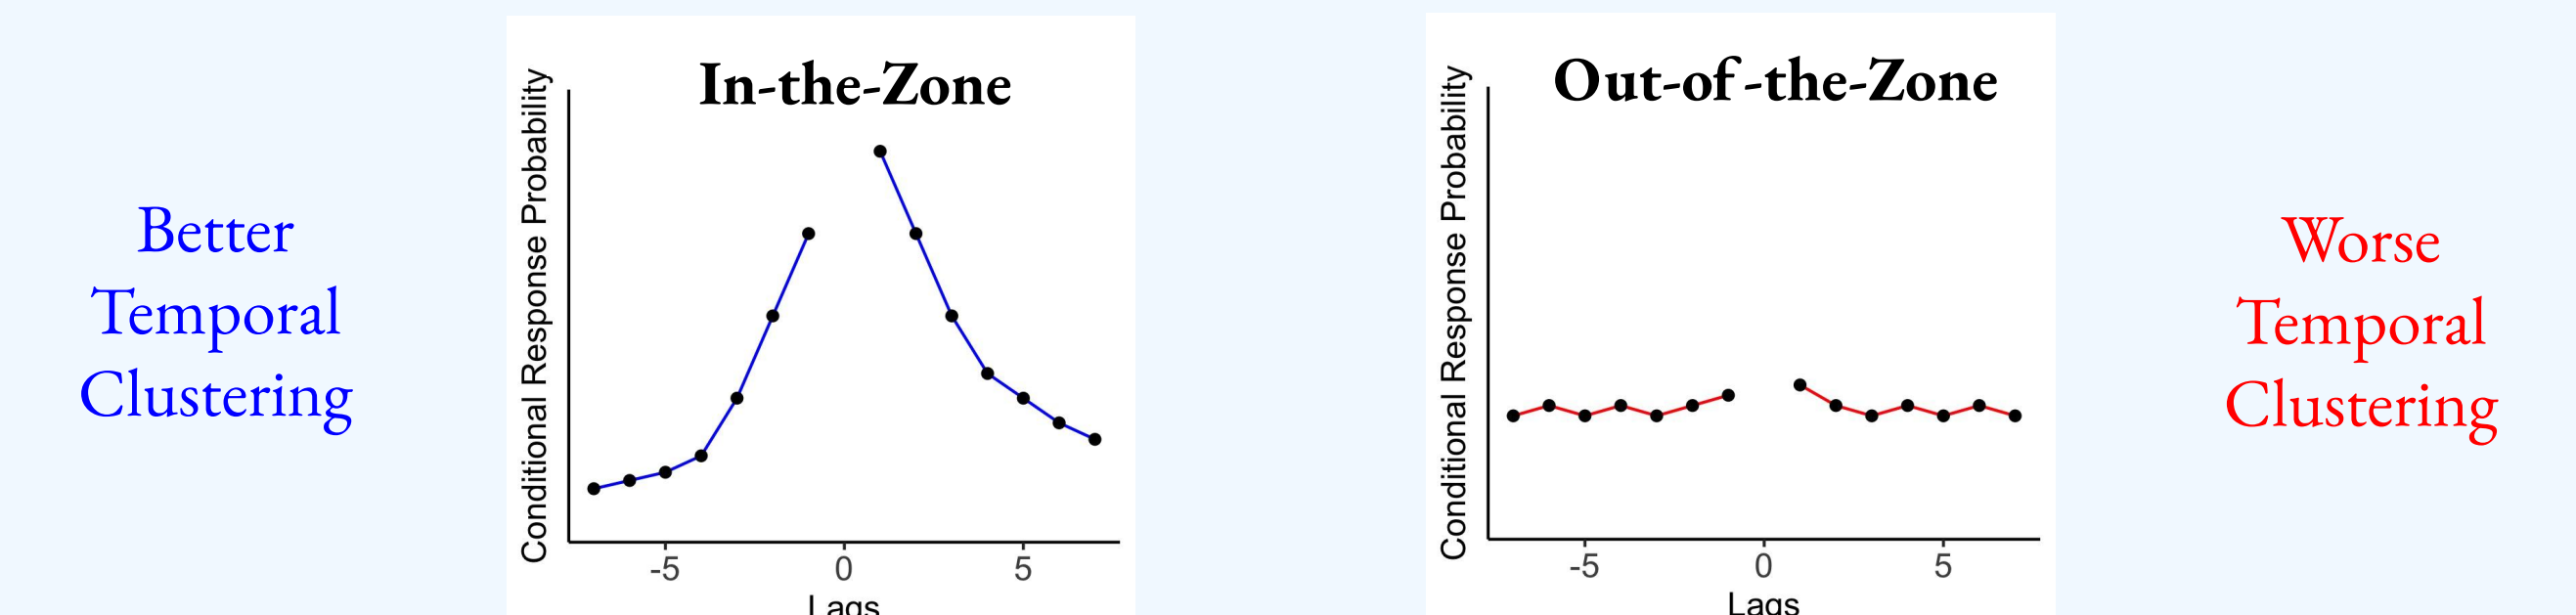 Better
Temporal
Clustering
In-the-Zone
Conditional Response Probability
-5 0 5
Lags
Out-of-the-Zone
Conditional Response Probability
-5 0 5
Lags
Worse
Temporal
Clustering